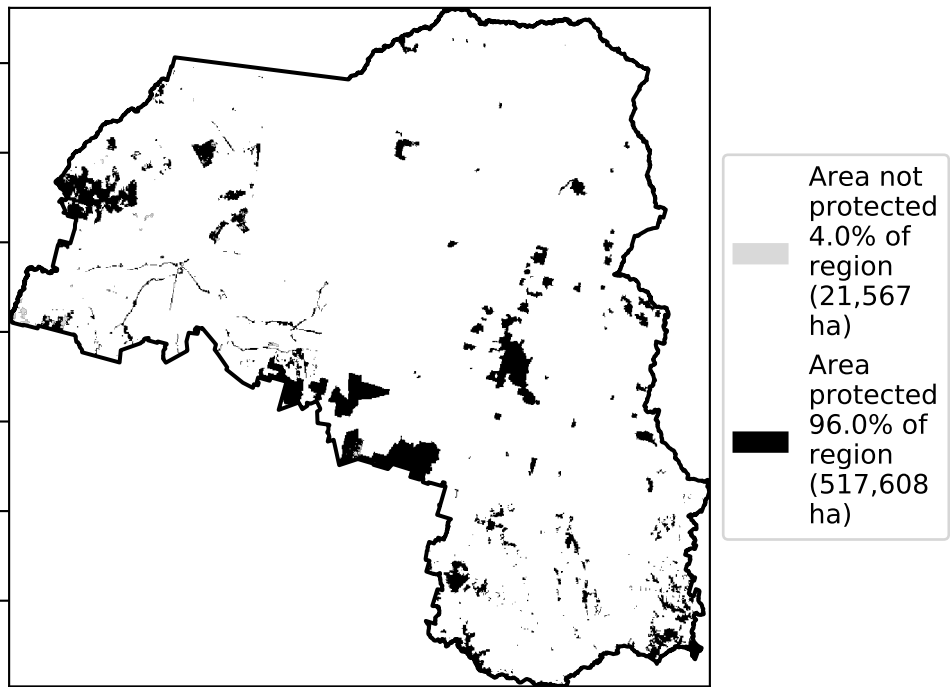 Area not
protected
4.0% of
region
(21,567
ha)
Area
protected
96.0% of
region
(517,608
ha)